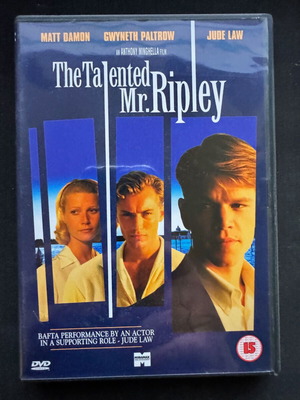 MATT DAMON GWYNETH PALTROW JUDE LAW
AN ANTHONY MINGHELLA FILM
The Talented
Mr. Ripley
BAFTA PERFORMANCE BY AN ACTOR
IN A SUPPORTING ROLE - JUDE LAW
15
DVD